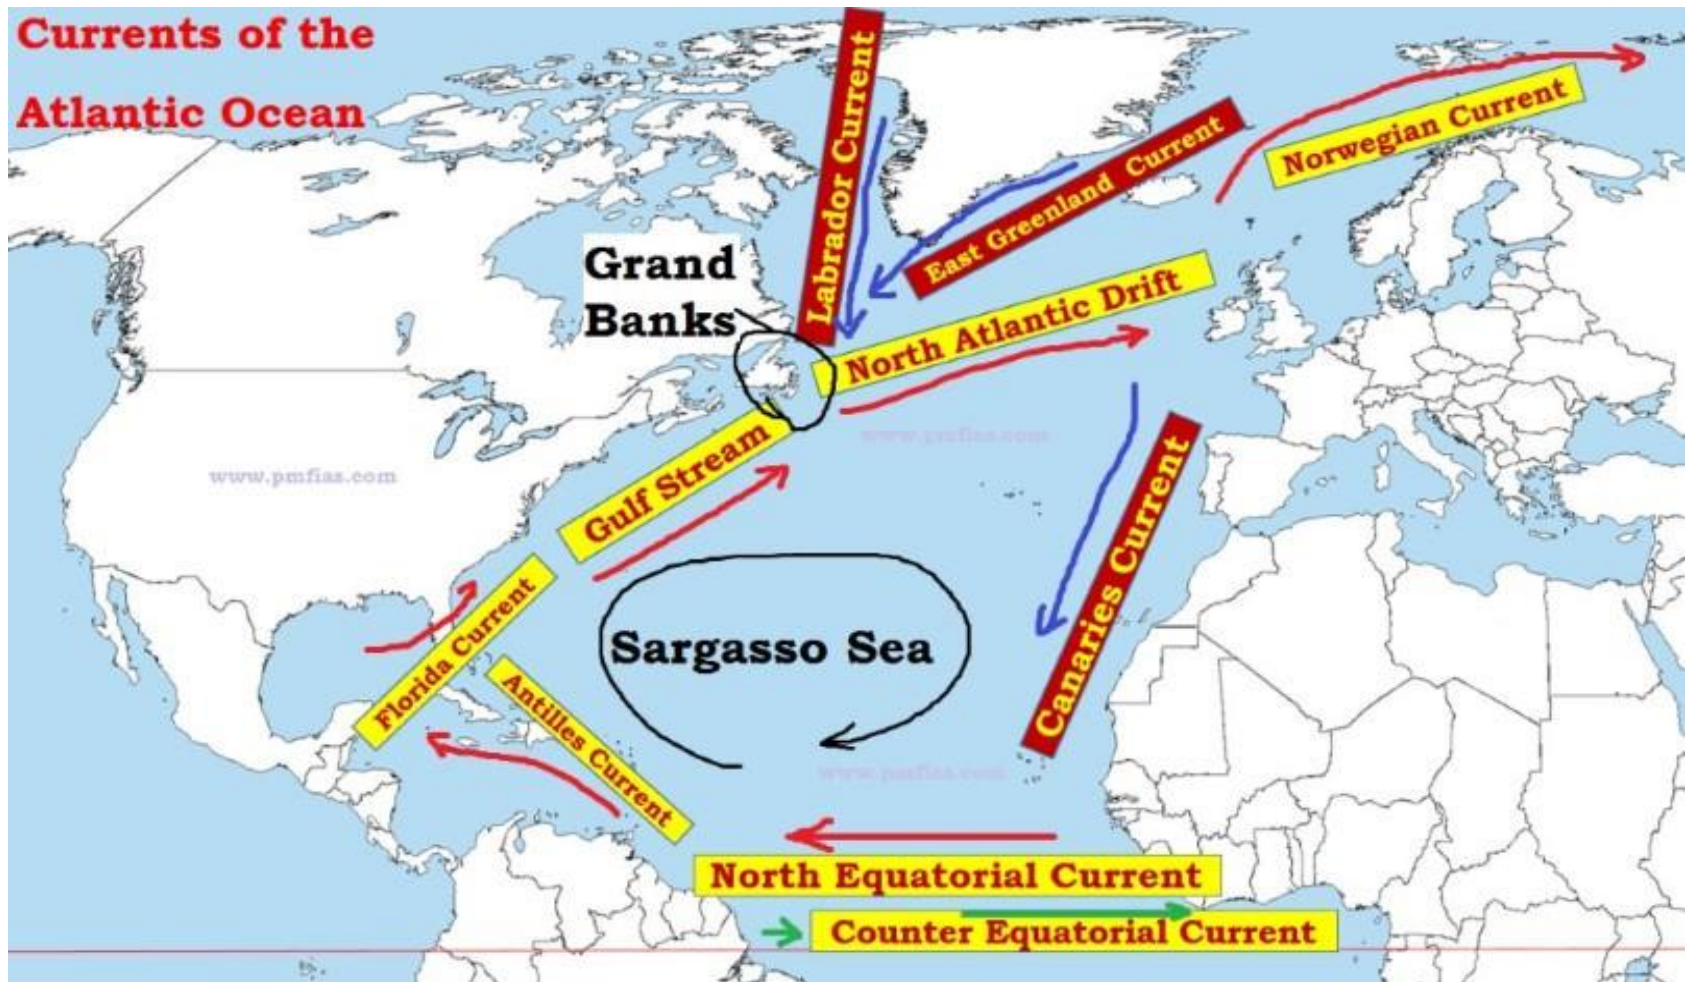 Currents of the
Atlantic Ocean
Labrador Current
East Greenland Current
Norwegian Current
Grand
Banks
North Atlantic Drift
www.pmfias.com
www.pmfias.com
Gulf Stream
Canaries Current
Florida Current
Sargasso Sea
Antilles Current
www.pmfias.com
North Equatorial Current
Counter Equatorial Current